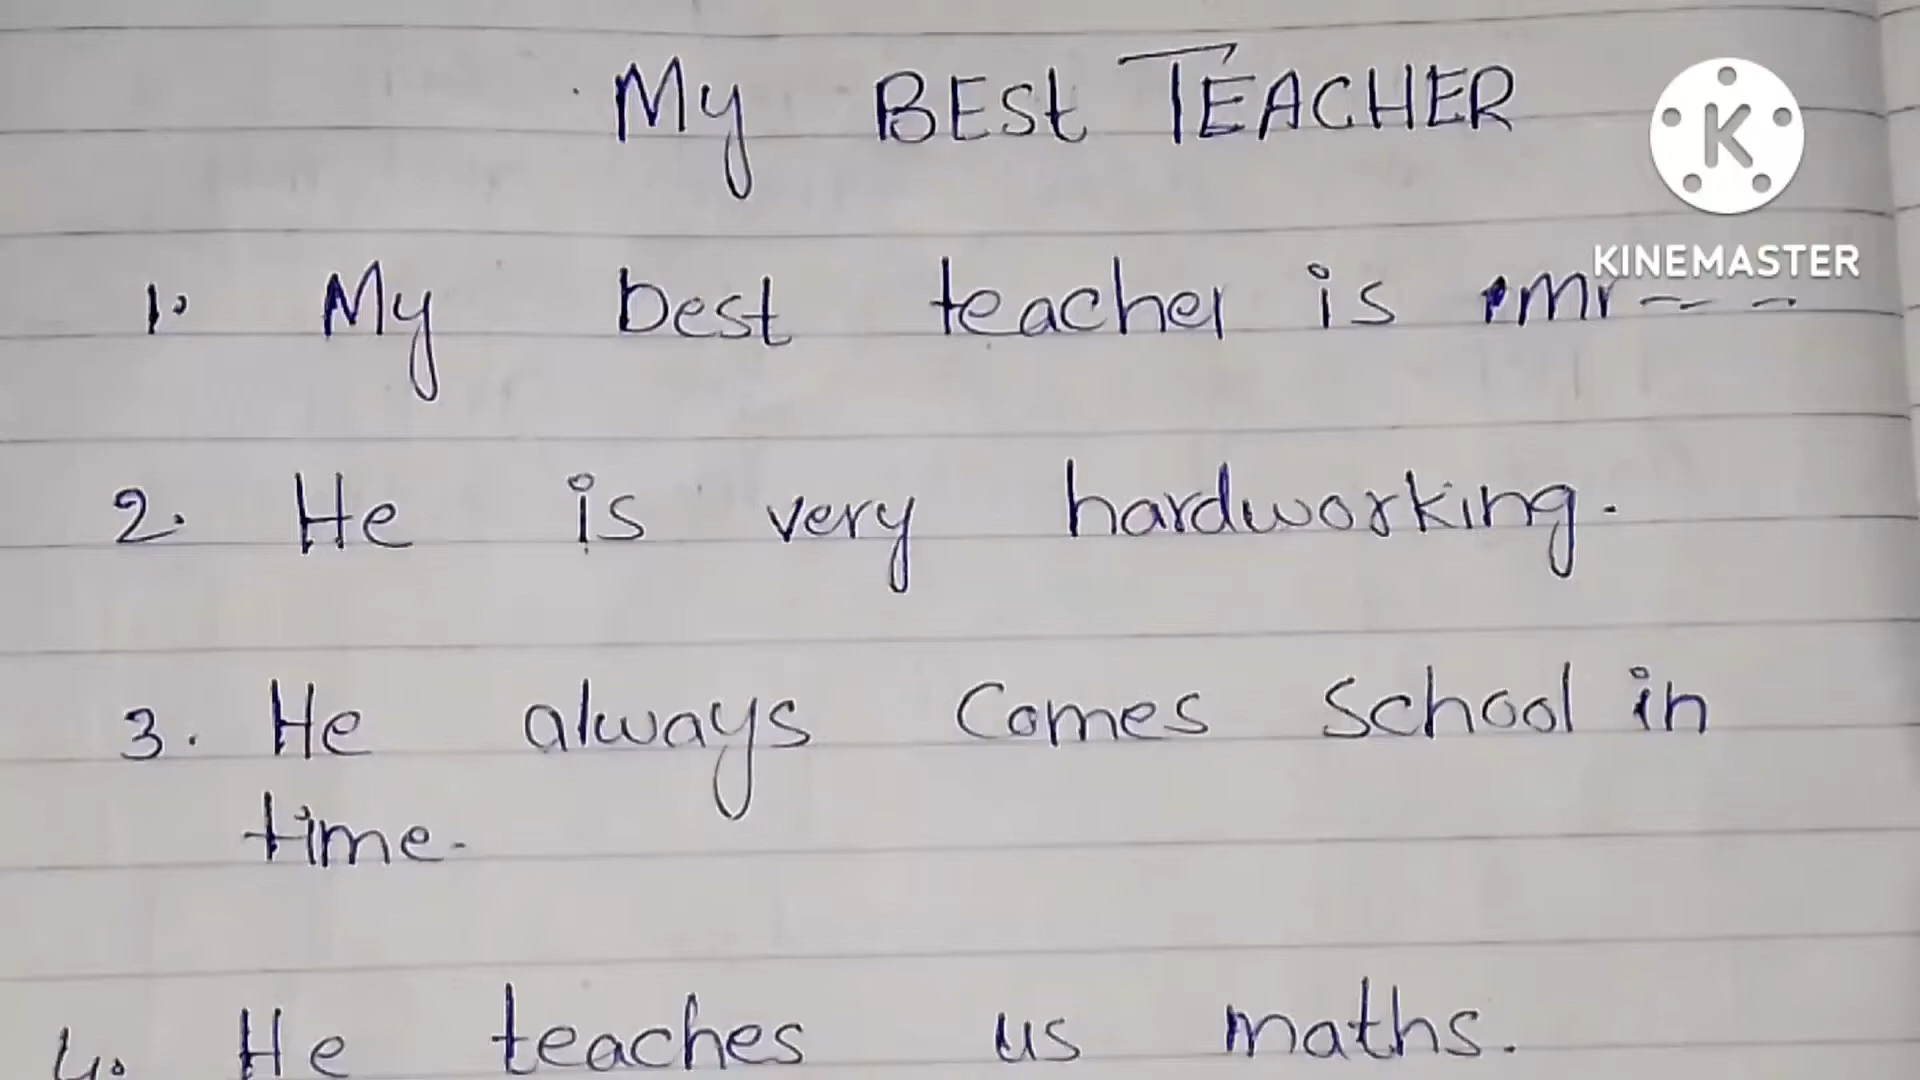 My BEst TEACHER
KINEMASTER
1. My best teacher is mr - - -
2. He is very hardworking.
3. He always Comes School in
time.
4. He teaches us maths.